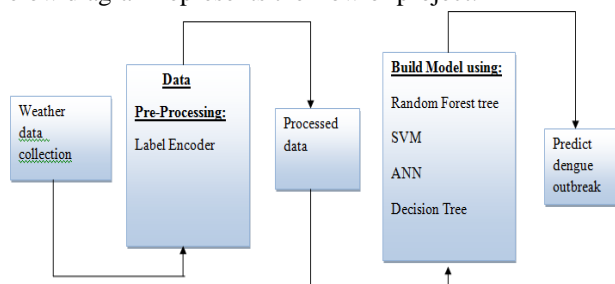 Weather
data
collection
Data
Pre-Processing:
Label Encoder
Processed
data
Build Model using:
Random Forest tree
SVM
ANN
Decision Tree
Predict
dengue
outbreak